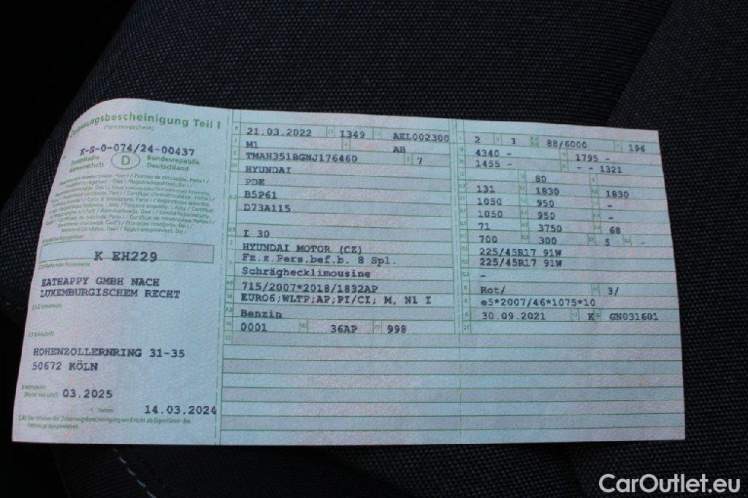 Zulassungsbescheinigung Teil I
K-S-0-074/24-00437
D
Bundesrepublik
Deutschland
K EH229
EATHAPPY GMBH NACH
LUXEMBURGISCHEM RECHT
HOHENZOLLERNRING 31-35
50672 KÖLN
03.2025
14.03.2024
21.03.2022 1349 AEL002300
M1 AB
TMAH351BGNJ176460 7
HYUNDAI
PDE
B5P61
D73A115
I 30
HYUNDAI MOTOR (CZ)
Fz.z.Pers.bef.b. 8 Spl.
Schräghecklimousine
715/2007*2018/1832AP
EURO6;WLTP;AP;PI/CI; M, N1 I
Benzin
0001 36AP 998
2 1 88/6000 196
4340 - 1795 -
1455 - - - 1321
80
131 1830 1830
1050 950 -
1050 950 -
71 3750 68
700 300 5 -
225/45R17 91W
225/45R17 91W
-
Rot/ 3/
e5*2007/46*1075*10
30.09.2021 K GN031601
CarOutlet.eu